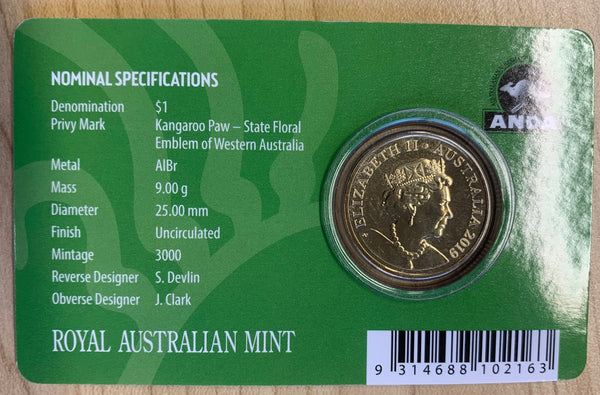 NOMINAL SPECIFICATIONS
Denomination $1
Privy Mark Kangaroo Paw – State Floral
Emblem of Western Australia
Metal AlBr
Mass 9.00 g
Diameter 25.00 mm
Finish Uncirculated
Mintage 3000
Reverse Designer S. Devlin
Obverse Designer J. Clark
ROYAL AUSTRALIAN MINT
ANDA
ELIZABETH II • AUSTRALIA 2019
9 314688 102163